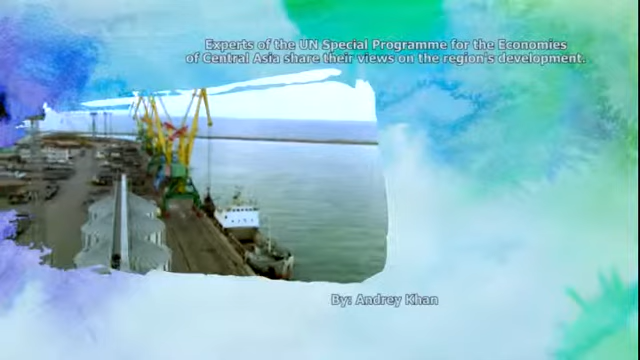 Experts of the UN Special Programme for the Economies
of Central Asia share their views on the region's development.
By: Andrey Khan